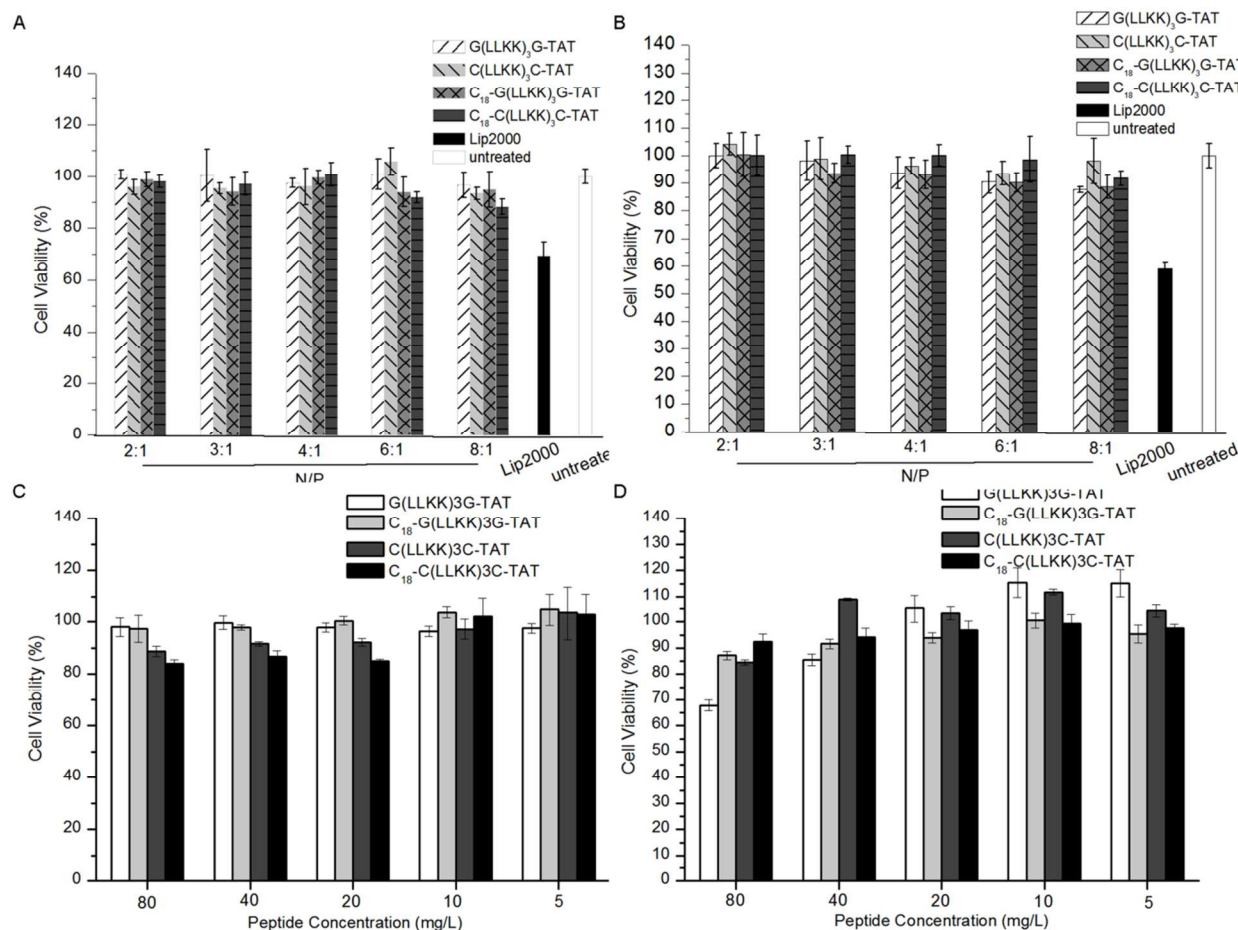 A
G(LLKK)₃G-TAT
C(LLKK)₃C-TAT
C₁₈-G(LLKK)₃G-TAT
C₁₈-C(LLKK)₃C-TAT
Lip2000
untreated
140
120
100
80
60
40
20
0
Cell Viability (%)
2:1 3:1 4:1 6:1 8:1 Lip2000 untreated
N/P
B
G(LLKK)₃G-TAT
C(LLKK)₃C-TAT
C₁₈-G(LLKK)₃G-TAT
C₁₈-C(LLKK)₃C-TAT
Lip2000
untreated
140
130
120
110
100
90
80
70
60
50
40
30
20
10
0
Cell Viability (%)
2:1 3:1 4:1 6:1 8:1 Lip2000 untreated
N/P
C
G(LLKK)3G-TAT
C₁₈-G(LLKK)3G-TAT
C(LLKK)3C-TAT
C₁₈-C(LLKK)3C-TAT
140
120
100
80
60
40
20
0
Cell Viability (%)
80 40 20 10 5
Peptide Concentration (mg/L)
D
G(LLKK)3G-TAT
C₁₈-G(LLKK)3G-TAT
C(LLKK)3C-TAT
C₁₈-C(LLKK)3C-TAT
140
130
120
110
100
90
80
70
60
50
40
30
20
10
0
Cell Viability (%)
80 40 20 10 5
Peptide Concentration (mg/L)